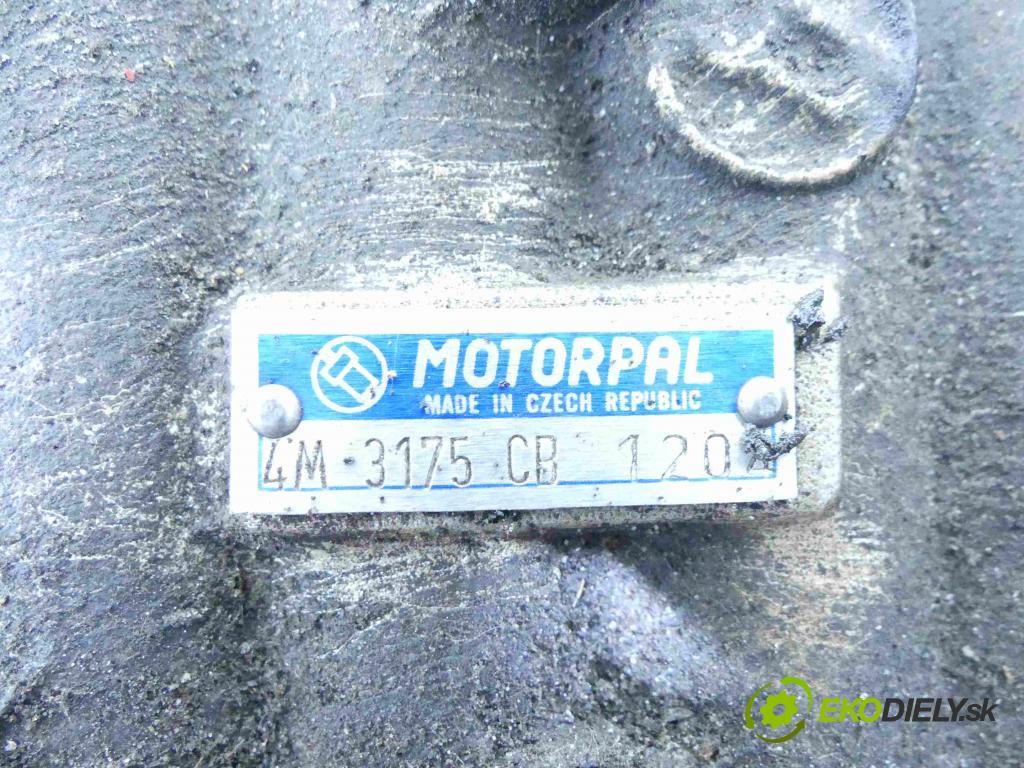 MOTORPAL
MADE IN CZECH REPUBLIC
4M 3175 CB 120
EKODIELY.sk